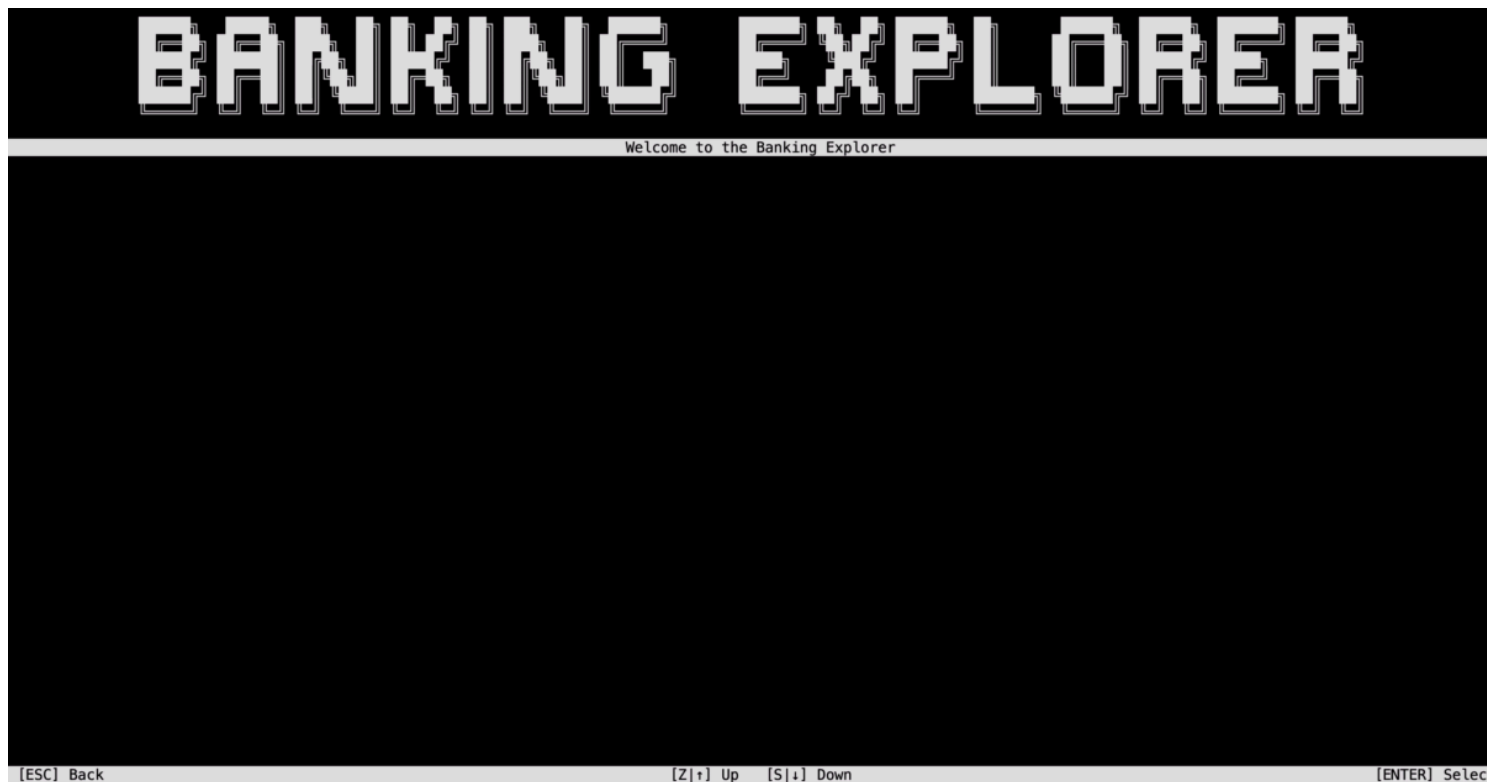 BANKING EXPLORER
Welcome to the Banking Explorer
[ESC] Back [Z|↑] Up [S|↓] Down [ENTER] Selec